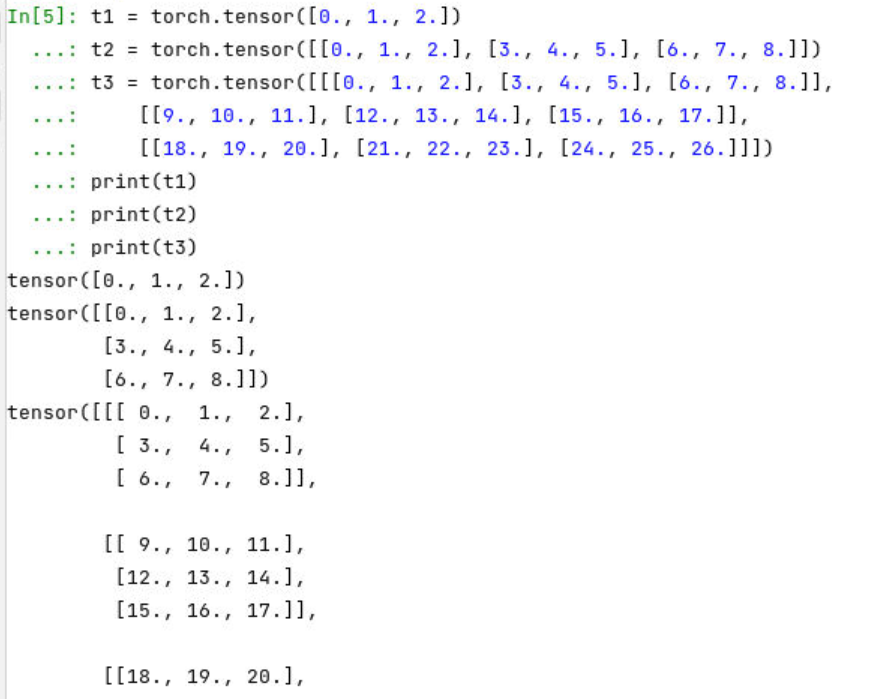 In[5]: t1 = torch.tensor([0., 1., 2.])
  ...: t2 = torch.tensor([[0., 1., 2.], [3., 4., 5.], [6., 7., 8.]])
  ...: t3 = torch.tensor([[[0., 1., 2.], [3., 4., 5.], [6., 7., 8.]],
  ...:     [[9., 10., 11.], [12., 13., 14.], [15., 16., 17.]],
  ...:     [[18., 19., 20.], [21., 22., 23.], [24., 25., 26.]]])
  ...: print(t1)
  ...: print(t2)
  ...: print(t3)
tensor([0., 1., 2.])
tensor([[0., 1., 2.],
        [3., 4., 5.],
        [6., 7., 8.]])
tensor([[[ 0.,  1.,  2.],
         [ 3.,  4.,  5.],
         [ 6.,  7.,  8.]],

        [[ 9., 10., 11.],
         [12., 13., 14.],
         [15., 16., 17.]],

        [[18., 19., 20.],